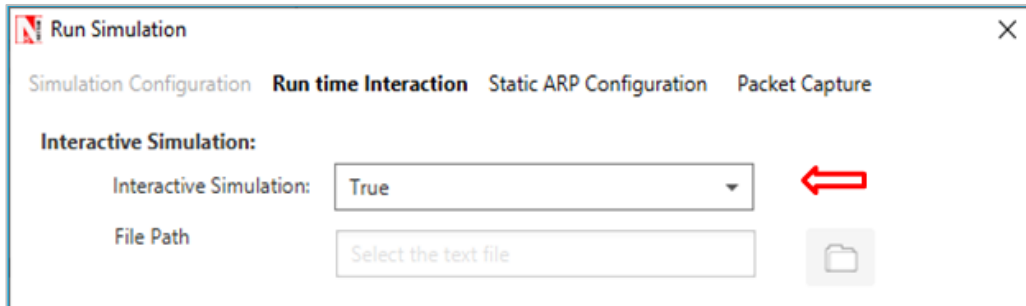 Run Simulation
Simulation Configuration Run time Interaction Static ARP Configuration Packet Capture
Interactive Simulation:
Interactive Simulation: True
File Path Select the text file